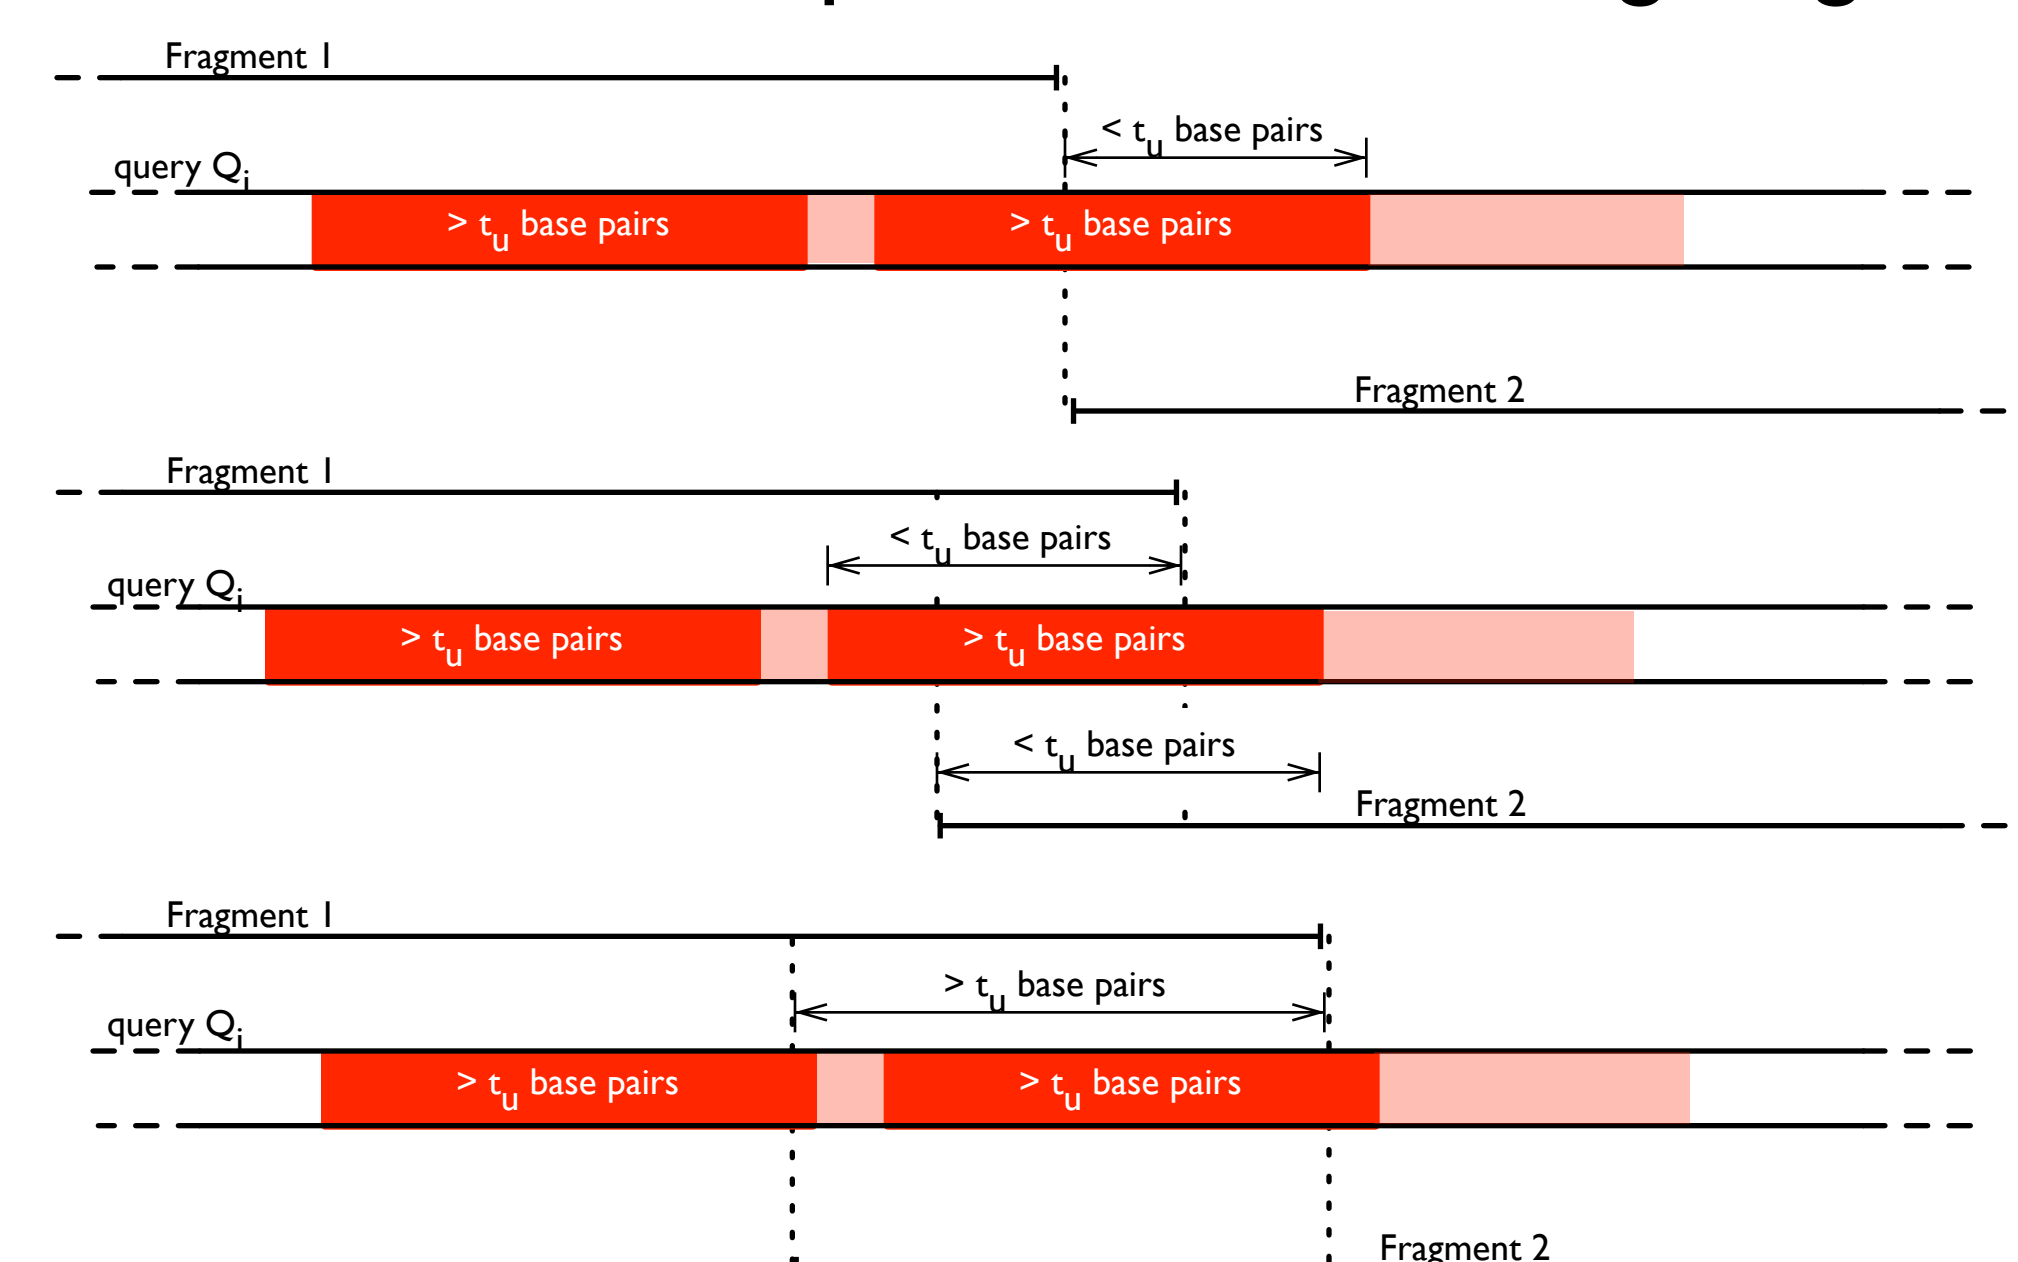 Fragment 1
< tu base pairs
query Qi
> tu base pairs > tu base pairs
Fragment 2
Fragment 1
< tu base pairs
query Qi
> tu base pairs > tu base pairs
< tu base pairs
Fragment 2
Fragment 1
> tu base pairs
query Qi
> tu base pairs > tu base pairs
Fragment 2